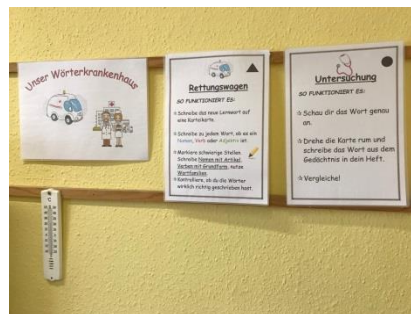 Unser Wörterkrankenhaus
Rettungswagen
SO FUNKTIONIERT ES:
Schreibe das neue Lernwort auf
eine Karteikarte.
Schreibe zu jedem Wort, ob es ein
Nomen, Verb oder Adjektiv ist.
Markiere schwierige Stellen.
Schreibe Nomen mit Artikel,
Verben mit Grundform, nutze
Wortfamilien.
Kontrolliere, ob du die Wörter
wirklich richtig geschrieben hast.
Untersuchung
SO FUNKTIONIERT ES:
Schau dir das Wort genau
an.
Drehe die Karte rum und
schreibe das Wort aus dem
Gedächtnis in dein Heft.
Vergleiche!